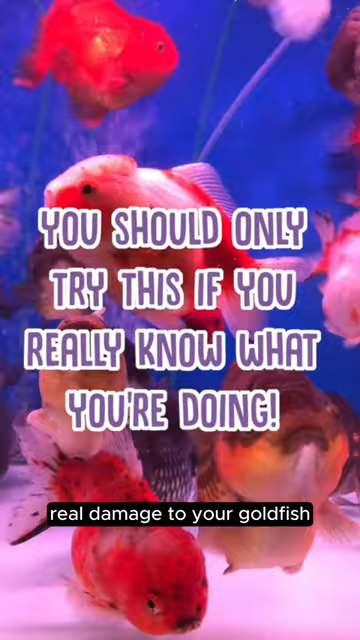 YOU SHOULD ONLY
TRY THIS IF YOU
REALLY KNOW WHAT
YOU'RE DOING!
real damage to your goldfish